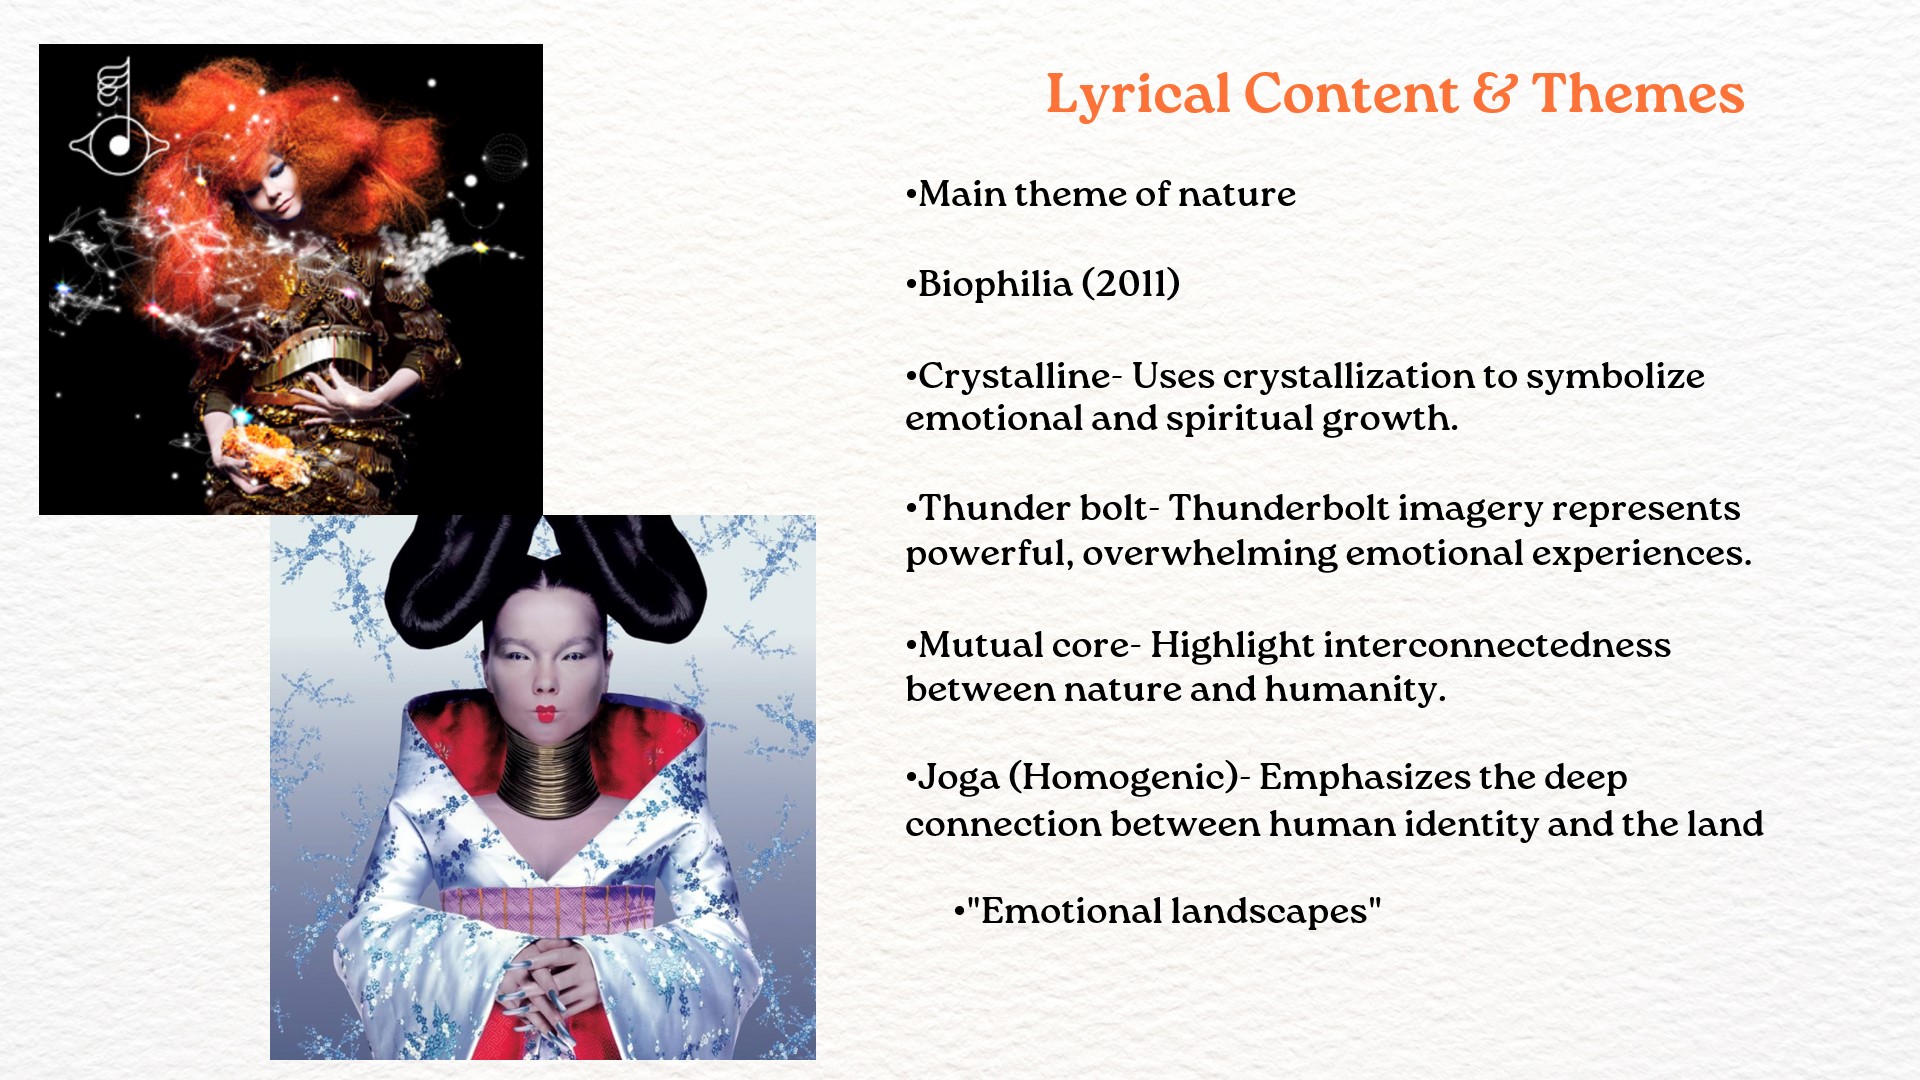 Lyrical Content & Themes
•Main theme of nature
•Biophilia (2011)
•Crystalline- Uses crystallization to symbolize
emotional and spiritual growth.
•Thunder bolt- Thunderbolt imagery represents
powerful, overwhelming emotional experiences.
•Mutual core- Highlight interconnectedness
between nature and humanity.
•Joga (Homogenic)- Emphasizes the deep
connection between human identity and the land
•"Emotional landscapes"